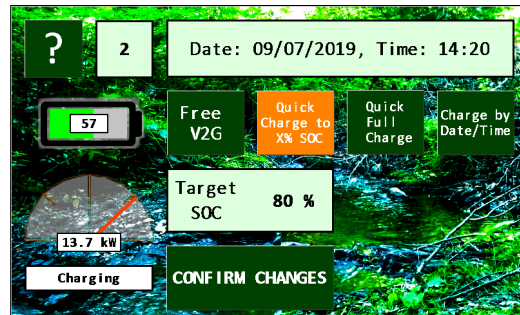 ?
2
Date: 09/07/2019, Time: 14:20
57
Free
V2G
Quick
Charge to
X% SOC
Quick
Full
Charge
Charge by
Date/Time
Target
SOC
80 %
13.7 kW
Charging
CONFIRM CHANGES